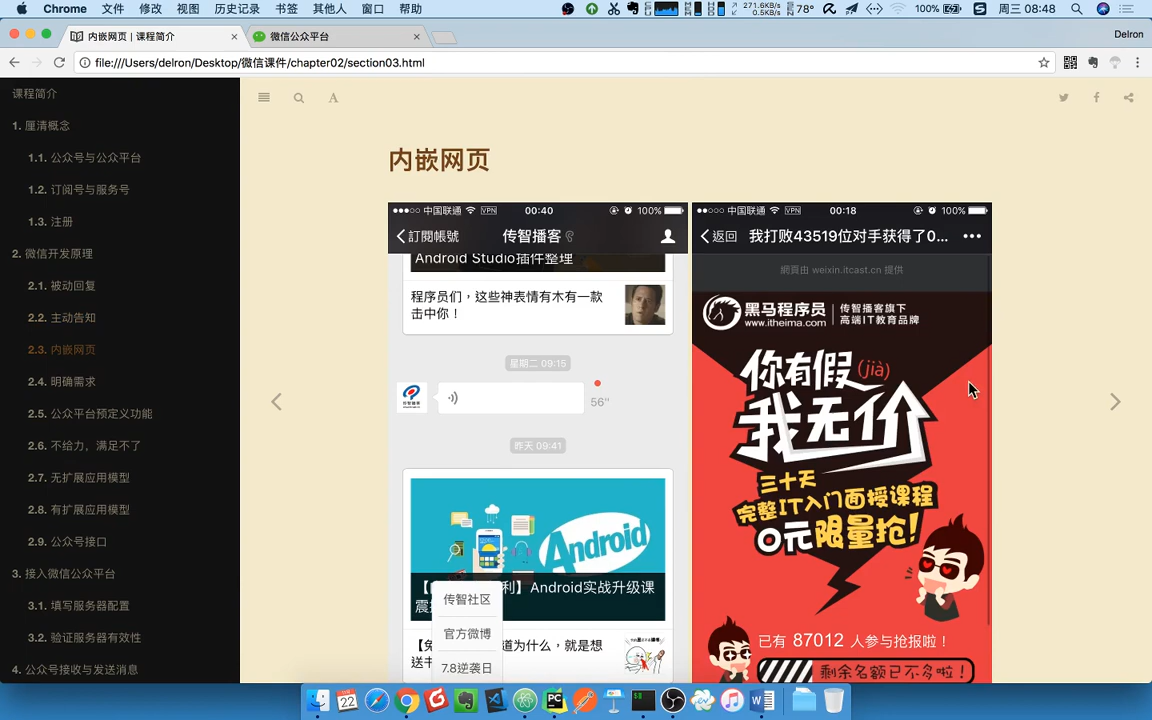 Chrome 文件 修改 视图 历史记录 书签 其他人 窗口 帮助
271.6KB/s
0.5KB/s
78° 100% 周三 08:48
内嵌网页 | 课程简介
微信公众平台
Delron
file:///Users/delron/Desktop/微信课件/chapter02/section03.html
课程简介
1. 厘清概念
1.1. 公众号与公众平台
1.2. 订阅号与服务号
1.3. 注册
2. 微信开发原理
2.1. 被动回复
2.2. 主动告知
2.3. 内嵌网页
2.4. 明确需求
2.5. 公众平台预定义功能
2.6. 不给力，满足不了
2.7. 无扩展应用模型
2.8. 有扩展应用模型
2.9. 公众号接口
3. 接入微信公众平台
3.1. 填写服务器配置
3.2. 验证服务器有效性
4. 公众号接收与发送消息
A
内嵌网页
中国联通 VPN 00:40 100%
訂閱帳號 传智播客
Android Studio插件整理
程序员们，这些神表情有木有一款
击中你！
星期二 09:15
56"
昨天 09:41
Android
利】Android实战升级课
震
传智社区
官方微博
7.8逆袭日
道为什么，就是想
送
中国联通 VPN 00:18 100%
返回 我打败43519位对手获得了0...
網頁由 weixin.itcast.cn 提供
黑马程序员
www.itheima.com
传智播客旗下
高端IT教育品牌
你有假(jià)
我无价
三十天
完整IT入门面授课程
0元限量抢!
已有 87012 人参与抢报啦！
剩余名额已不多啦！
22
PC